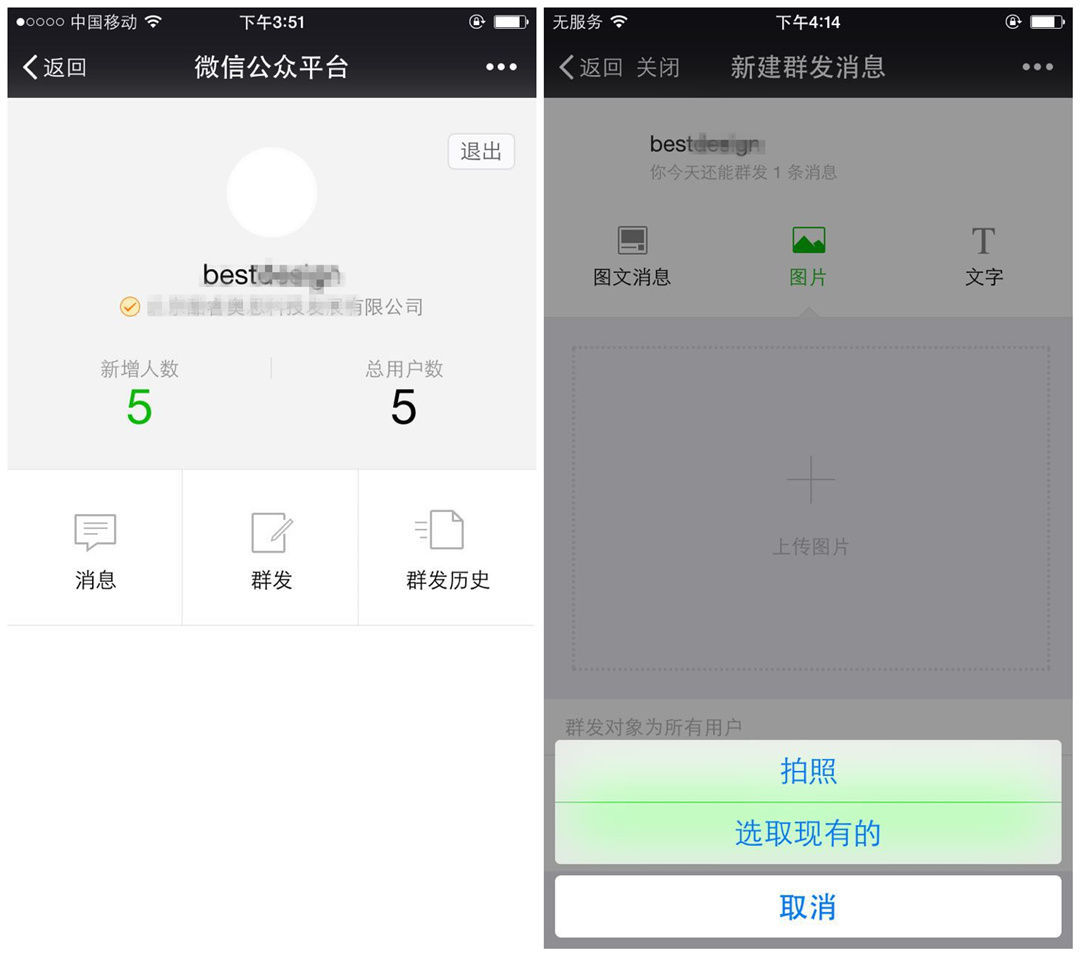 中国移动 下午3:51
返回 微信公众平台
退出
best
有限公司
新增人数 总用户数
5 5
消息 群发 群发历史
无服务 下午4:14
返回 关闭 新建群发消息
best
你今天还能群发 1 条消息
图文消息 图片 文字
上传图片
群发对象为所有用户
拍照
选取现有的
取消